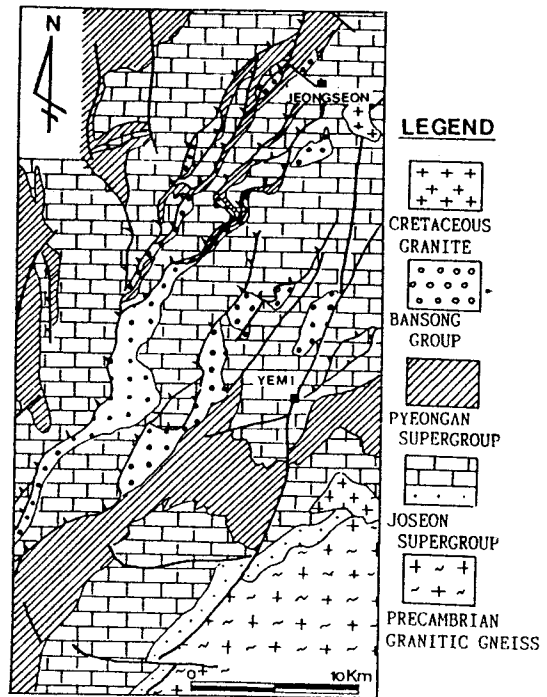 N
JEONGSEON
YEMI
0
10Km
LEGEND
CRETACEOUS
GRANITE
BANSONG
GROUP
PYEONGAN
SUPERGROUP
JOSEON
SUPERGROUP
PRECAMBRIAN
GRANITIC GNEISS